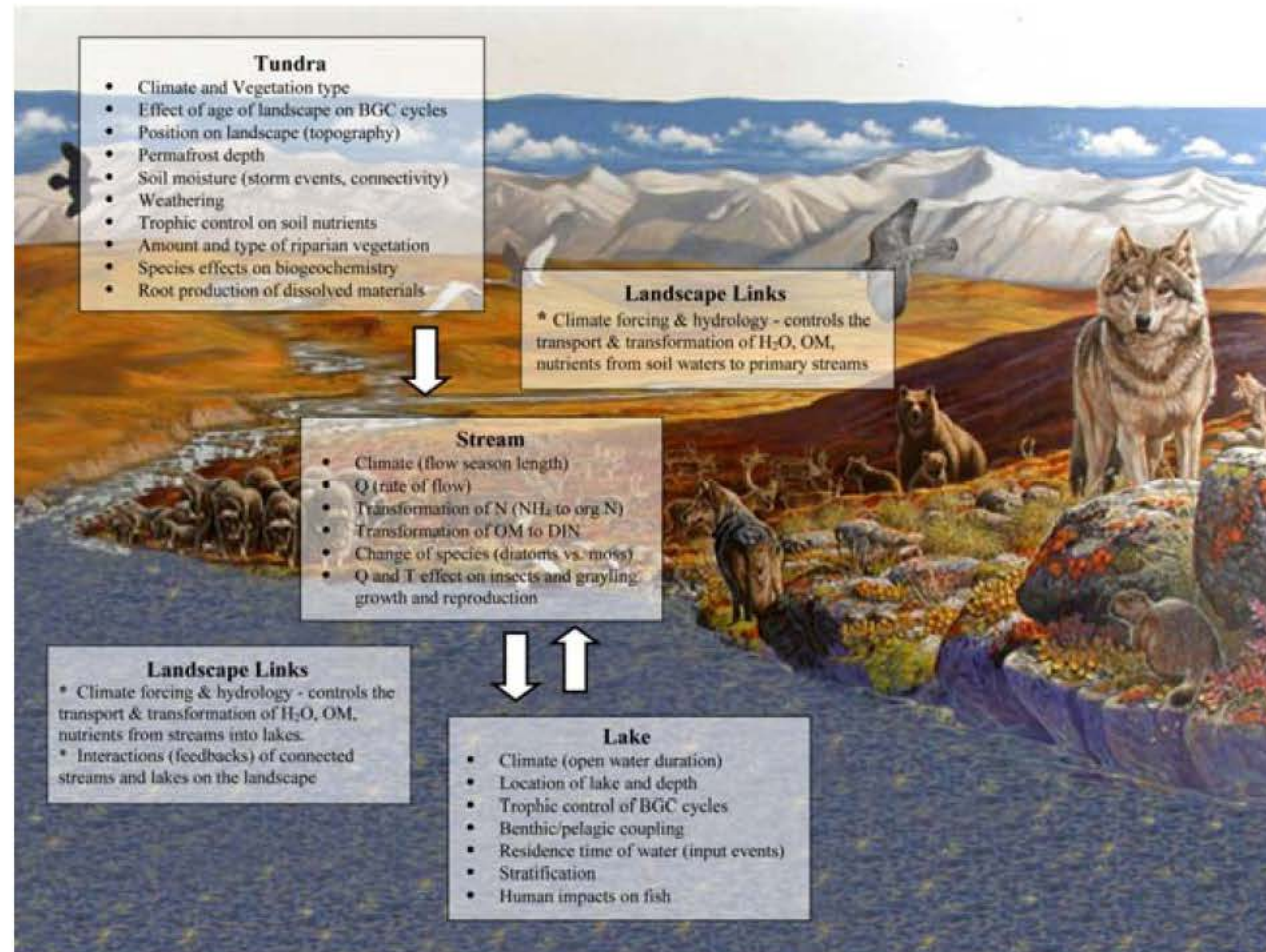 Tundra
• Climate and Vegetation type
• Effect of age of landscape on BGC cycles
• Position on landscape (topography)
• Permafrost depth
• Soil moisture (storm events, connectivity)
• Weathering
• Trophic control on soil nutrients
• Amount and type of riparian vegetation
• Species effects on biogeochemistry
• Root production of dissolved materials
Landscape Links
* Climate forcing & hydrology - controls the
transport & transformation of H₂O, OM,
nutrients from soil waters to primary streams
Stream
• Climate (flow season length)
• Q (rate of flow)
• Transformation of N (NH₄ to org N)
• Transformation of OM to DIN
• Change of species (diatoms vs. moss)
• Q and T effect on insects and grayling
growth and reproduction
Landscape Links
* Climate forcing & hydrology - controls the
transport & transformation of H₂O, OM,
nutrients from streams into lakes.
* Interactions (feedbacks) of connected
streams and lakes on the landscape
Lake
• Climate (open water duration)
• Location of lake and depth
• Trophic control of BGC cycles
• Benthic/pelagic coupling
• Residence time of water (input events)
• Stratification
• Human impacts on fish